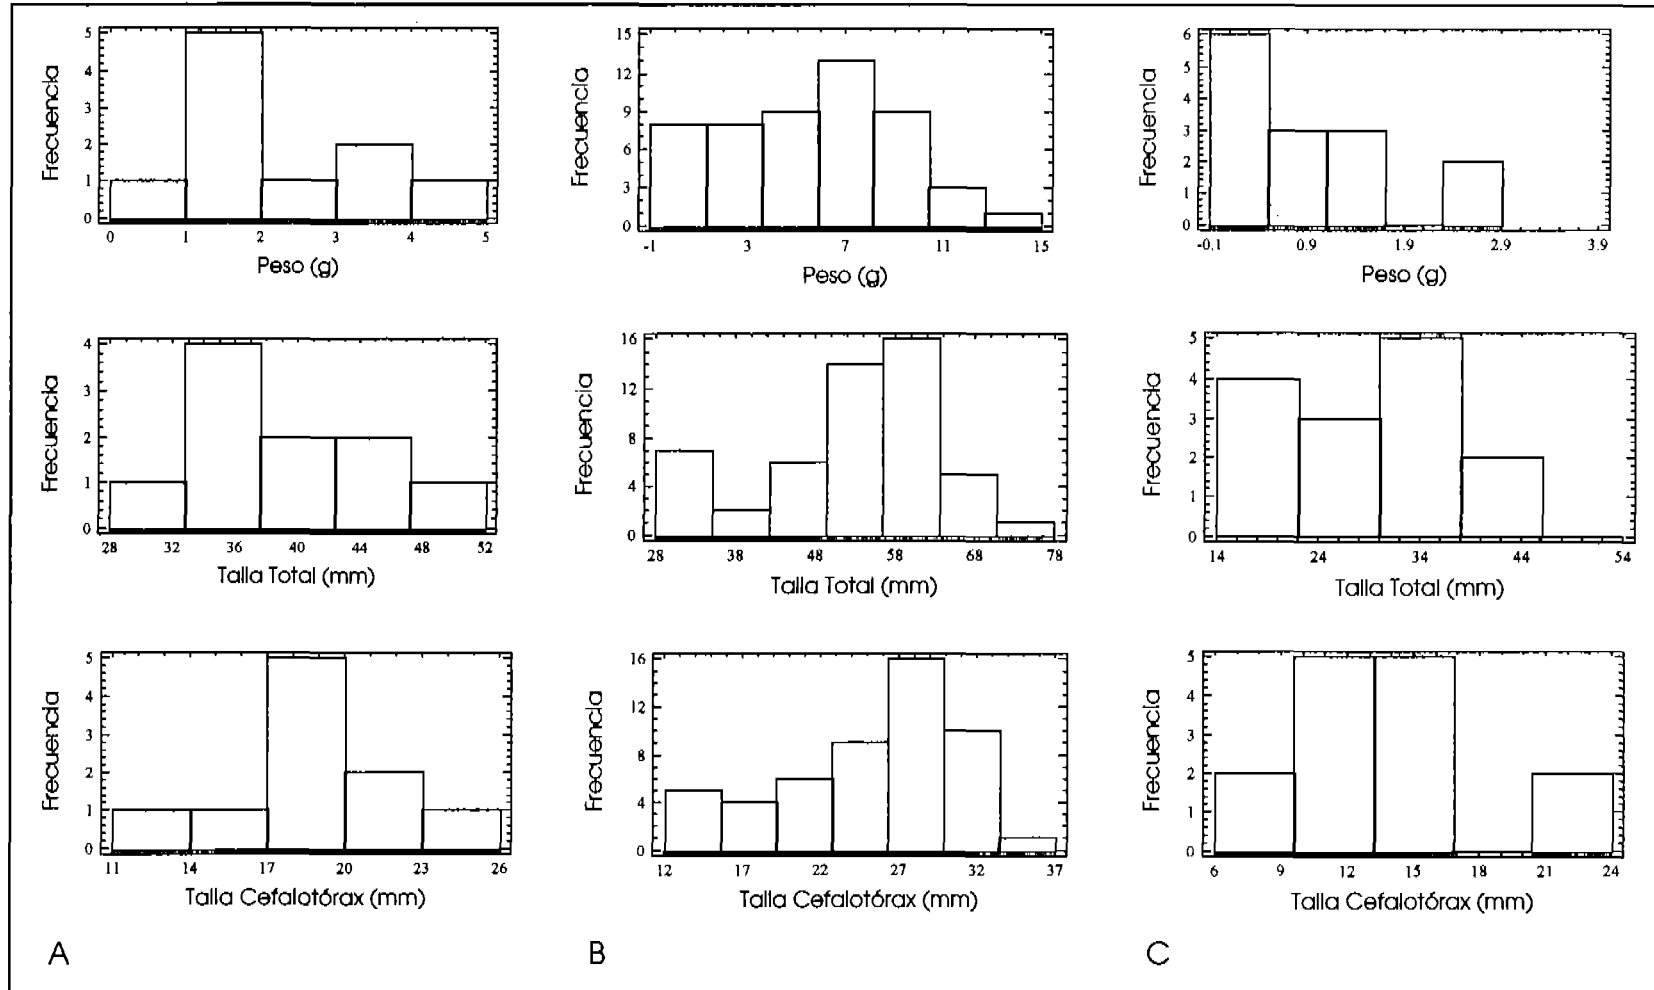 Frecuencia
5
4
3
2
1
0
0 1 2 3 4 5
Peso (g)
Frecuencia
15
12
9
6
3
0
-1 3 7 11 15
Peso (g)
Frecuencia
6
5
4
3
2
1
0
-0.1 0.9 1.9 2.9 3.9
Peso (g)
Frecuencia
4
3
2
1
0
28 32 36 40 44 48 52
Talla Total (mm)
Frecuencia
16
12
8
4
0
28 38 48 58 68 78
Talla Total (mm)
Frecuencia
5
4
3
2
1
0
14 24 34 44 54
Talla Total (mm)
Frecuencia
5
4
3
2
1
0
11 14 17 20 23 26
Talla Cefalotórax (mm)
Frecuencia
16
12
8
4
0
12 17 22 27 32 37
Talla Cefalotórax (mm)
Frecuencia
5
4
3
2
1
0
6 9 12 15 18 21 24
Talla Cefalotórax (mm)
A B C